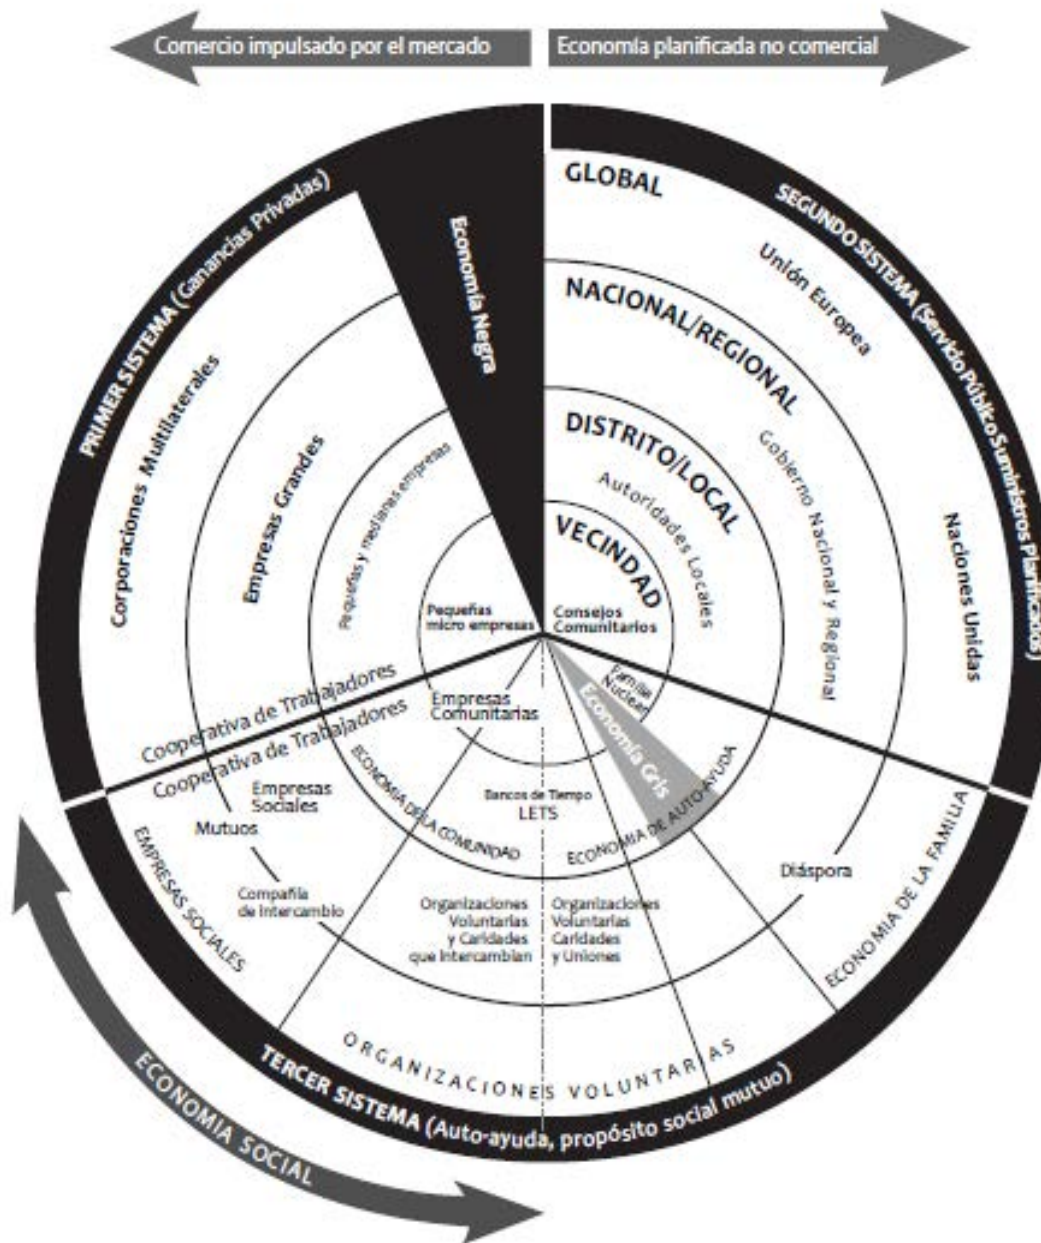 Comercio impulsado por el mercado
Economía planificada no comercial
PRIMER SISTEMA (Ganancias Privadas)
Corporaciones Multilaterales
Empresas Grandes
Pequeñas y medianas empresas
Pequeñas
micro empresas
Economía Negra
Cooperativa de Trabajadores
SEGUNDO SISTEMA (Servicio Público Suministros Planificados)
GLOBAL
Unión Europea
Naciones Unidas
NACIONAL/REGIONAL
Gobierno Nacional y Regional
DISTRITO/LOCAL
Autoridades Locales
VECINDAD
Consejos
Comunitarios
Cooperativa de Trabajadores
Empresas
Sociales
Mutuos
EMPRESAS SOCIALES
Compañía
de Intercambio
Empresas
Comunitarias
ECONOMIA DE LA COMUNIDAD
Bancos de Tiempo
LETS
Familia
Nuclear
Economía Gris
ECONOMIA DE AUTO-AYUDA
Organizaciones
Voluntarias
y Caridades
que Intercambian
Organizaciones
Voluntarias
Caridades
y Uniones
Diáspora
ECONOMIA DE LA FAMILIA
ORGANIZACIONES VOLUNTARIAS
TERCER SISTEMA (Auto-ayuda, propósito social mutuo)
ECONOMIA SOCIAL